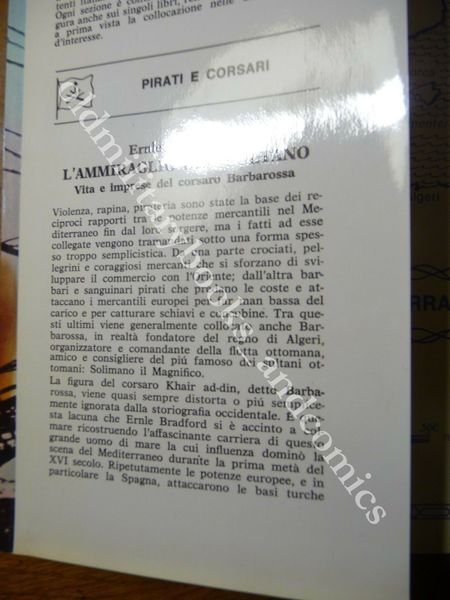 Ogni sezione è
gura anche sui singoli libri,
a prima vista la collocazione nelle
d'interesse.
PIRATI E CORSARI
Ernle
L'AMMIRAGLIO
Vita e imprese del corsaro Barbarossa
Violenza, rapina, pirateria sono state la base dei re-
ciproci rapporti tra le potenze mercantili nel Me-
diterraneo fin dal loro sorgere, ma i fatti ad esse
collegate vengono tramandati sotto una forma spes-
so troppo semplicistica. Da una parte crociati, pel-
legrini e coraggiosi mercanti che si sforzano di svi-
luppare il commercio con l'Oriente; dall'altra bar-
bari e sanguinari pirati che predano le coste e at-
taccano i mercantili europei per far man bassa del
carico e per catturare schiavi e concubine. Tra que-
sti ultimi viene generalmente collocato anche Bar-
barossa, in realtà fondatore del regno di Algeri,
organizzatore e comandante della flotta ottomana,
amico e consigliere del piú famoso dei sultani ot-
tomani: Solimano il Magnifico.
La figura del corsaro Khair ad-din, detto Barba-
rossa, viene quasi sempre distorta o piú semplice-
mente ignorata dalla storiografia occidentale. È que-
sta lacuna che Ernle Bradford si è accinto a col-
mare ricostruendo l'affascinante carriera di questo
grande uomo di mare la cui influenza dominò la
scena del Mediterraneo durante la prima metà del
XVI secolo. Ripetutamente le potenze europee, e in
particolare la Spagna, attaccarono le basi turche
oldmilitarybooks_andcomics